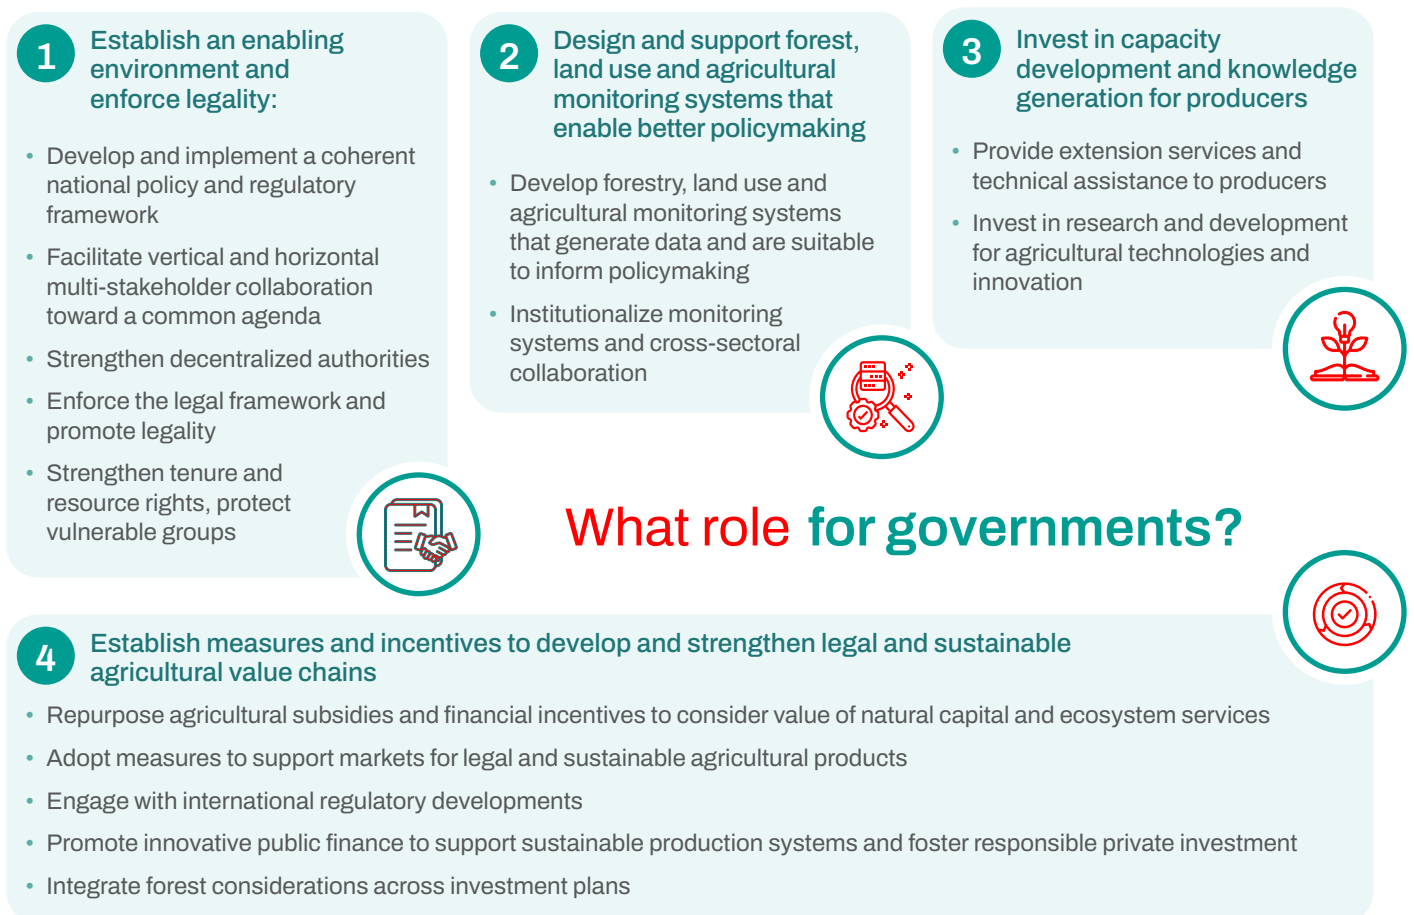 1
Establish an enabling
environment and
enforce legality:
• Develop and implement a coherent
national policy and regulatory
framework
• Facilitate vertical and horizontal
multi-stakeholder collaboration
toward a common agenda
• Strengthen decentralized authorities
• Enforce the legal framework and
promote legality
• Strengthen tenure and
resource rights, protect
vulnerable groups
2
Design and support forest,
land use and agricultural
monitoring systems that
enable better policymaking
• Develop forestry, land use and
agricultural monitoring systems
that generate data and are suitable
to inform policymaking
• Institutionalize monitoring
systems and cross-sectoral
collaboration
3
Invest in capacity
development and knowledge
generation for producers
• Provide extension services and
technical assistance to producers
• Invest in research and development
for agricultural technologies and
innovation
What role for governments?
4
Establish measures and incentives to develop and strengthen legal and sustainable
agricultural value chains
• Repurpose agricultural subsidies and financial incentives to consider value of natural capital and ecosystem services
• Adopt measures to support markets for legal and sustainable agricultural products
• Engage with international regulatory developments
• Promote innovative public finance to support sustainable production systems and foster responsible private investment
• Integrate forest considerations across investment plans